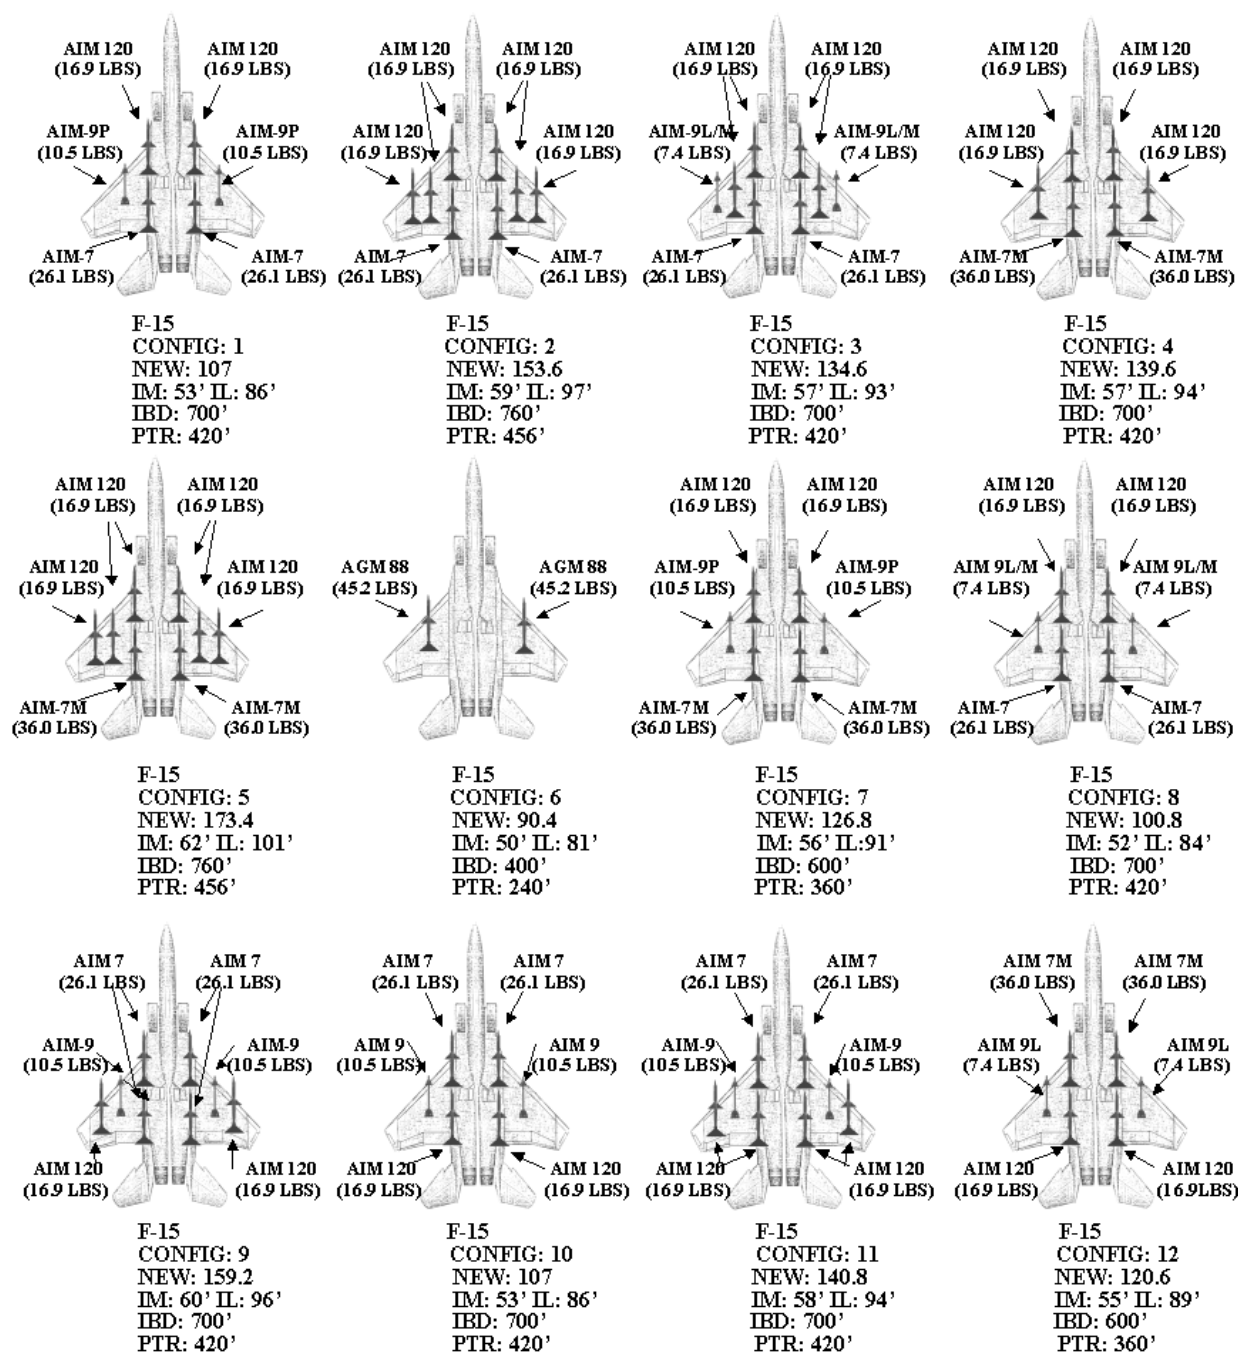 AIM 120
(16.9 LBS)
AIM 120
(16.9 LBS)
AIM-9P
(10.5 LBS)
AIM-9P
(10.5 LBS)
AIM-7
(26.1 LBS)
AIM-7
(26.1 LBS)
F-15
CONFIG: 1
NEW: 107
IM: 53’ IL: 86’
IBD: 700’
PTR: 420’
AIM 120
(16.9 LBS)
AIM 120
(16.9 LBS)
AIM 120
(16.9 LBS)
AIM 120
(16.9 LBS)
AIM-7
(26.1 LBS)
AIM-7
(26.1 LBS)
F-15
CONFIG: 2
NEW: 153.6
IM: 59’ IL: 97’
IBD: 760’
PTR: 456’
AIM 120
(16.9 LBS)
AIM 120
(16.9 LBS)
AIM-9L/M
(7.4 LBS)
AIM-9L/M
(7.4 LBS)
AIM-7
(26.1 LBS)
AIM-7
(26.1 LBS)
F-15
CONFIG: 3
NEW: 134.6
IM: 57’ IL: 93’
IBD: 700’
PTR: 420’
AIM 120
(16.9 LBS)
AIM 120
(16.9 LBS)
AIM 120
(16.9 LBS)
AIM 120
(16.9 LBS)
AIM-7M
(36.0 LBS)
AIM-7M
(36.0 LBS)
F-15
CONFIG: 4
NEW: 139.6
IM: 57’ IL: 94’
IBD: 700’
PTR: 420’
AIM 120
(16.9 LBS)
AIM 120
(16.9 LBS)
AIM 120
(16.9 LBS)
AIM 120
(16.9 LBS)
AIM-7M
(36.0 LBS)
AIM-7M
(36.0 LBS)
F-15
CONFIG: 5
NEW: 173.4
IM: 62’ IL: 101’
IBD: 760’
PTR: 456’
AGM 88
(45.2 LBS)
AGM 88
(45.2 LBS)
F-15
CONFIG: 6
NEW: 90.4
IM: 50’ IL: 81’
IBD: 400’
PTR: 240’
AIM 120
(16.9 LBS)
AIM 120
(16.9 LBS)
AIM-9P
(10.5 LBS)
AIM-9P
(10.5 LBS)
AIM-7M
(36.0 LBS)
AIM-7M
(36.0 LBS)
F-15
CONFIG: 7
NEW: 126.8
IM: 56’ IL:91’
IBD: 600’
PTR: 360’
AIM 120
(16.9 LBS)
AIM 120
(16.9 LBS)
AIM 9L/M
(7.4 LBS)
AIM 9L/M
(7.4 LBS)
AIM-7
(26.1 LBS)
AIM-7
(26.1 LBS)
F-15
CONFIG: 8
NEW: 100.8
IM: 52’ IL: 84’
IBD: 700’
PTR: 420’
AIM 7
(26.1 LBS)
AIM 7
(26.1 LBS)
AIM-9
(10.5 LBS)
AIM-9
(10.5 LBS)
AIM 120
(16.9 LBS)
AIM 120
(16.9 LBS)
F-15
CONFIG: 9
NEW: 159.2
IM: 60’ IL: 96’
IBD: 700’
PTR: 420’
AIM 7
(26.1 LBS)
AIM 7
(26.1 LBS)
AIM 9
(10.5 LBS)
AIM 9
(10.5 LBS)
AIM 120
(16.9 LBS)
AIM 120
(16.9 LBS)
F-15
CONFIG: 10
NEW: 107
IM: 53’ IL: 86’
IBD: 700’
PTR: 420’
AIM 7
(26.1 LBS)
AIM 7
(26.1 LBS)
AIM-9
(10.5 LBS)
AIM-9
(10.5 LBS)
AIM 120
(16.9 LBS)
AIM 120
(16.9 LBS)
F-15
CONFIG: 11
NEW: 140.8
IM: 58’ IL: 94’
IBD: 700’
PTR: 420’
AIM 7M
(36.0 LBS)
AIM 7M
(36.0 LBS)
AIM 9L
(7.4 LBS)
AIM 9L
(7.4 LBS)
AIM 120
(16.9 LBS)
AIM 120
(16.9LBS)
F-15
CONFIG: 12
NEW: 120.6
IM: 55’ IL: 89’
IBD: 600’
PTR: 360’